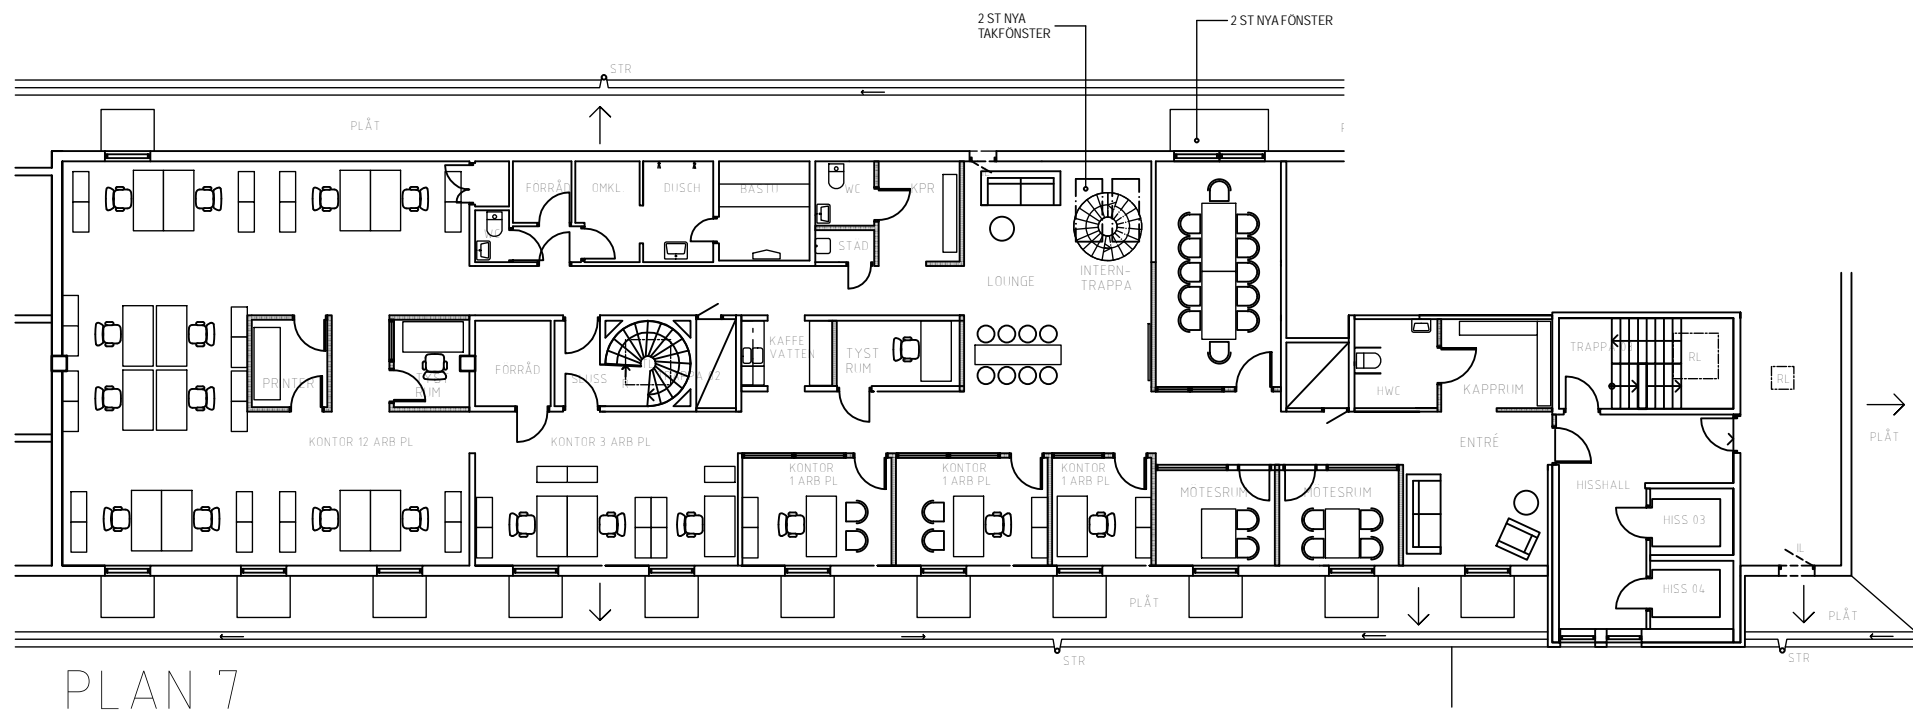 2 ST NYA
TAKFÖNSTER
2 ST NYA FÖNSTER
STR
PLÅT
FÖRRÅD
OMKL.
DUSCH
BASTU
WC
KPR
WC
STÄD
LOUNGE
INTERN-
TRAPPA
PRINTER
TYST
RUM
FÖRRÅD
SLUSS
KAFFE
VATTEN
TYST
RUM
HWC
KAPPRUM
RL
RL
PLÅT
KONTOR 12 ARB PL
KONTOR 3 ARB PL
ENTRÉ
KONTOR
1 ARB PL
KONTOR
1 ARB PL
KONTOR
1 ARB PL
MÖTESRUM
MÖTESRUM
HISSHALL
HISS 03
HISS 04
IL
PLÅT
PLÅT
STR
STR
PLAN 7